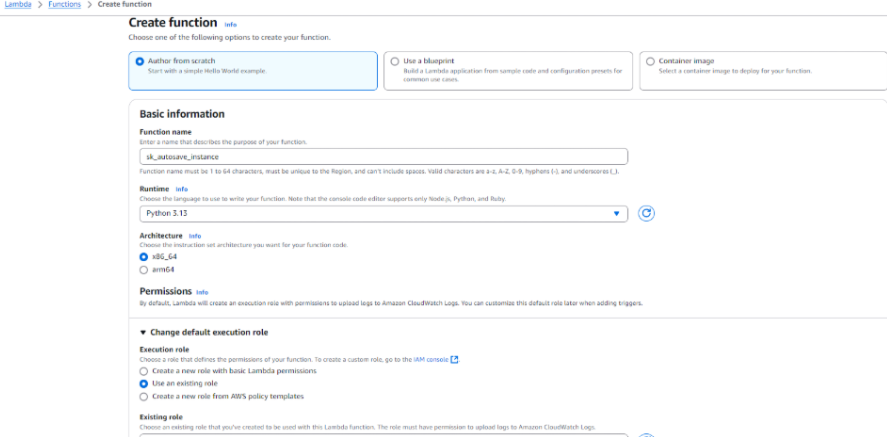 Lambda > Functions > Create function
Create function Info
Choose one of the following options to create your function.
Author from scratch
Start with a simple Hello World example.
Use a blueprint
Build a Lambda application from sample code and configuration presets for
common use cases.
Container image
Select a container image to deploy for your function.
Basic information
Function name
Enter a name that describes the purpose of your function.
sk_autosave_instance
Function name must be 1 to 64 characters, must be unique to the Region, and can't include spaces. Valid characters are a-z, A-Z, 0-9, hyphens (-), and underscores (_).
Runtime Info
Choose the language to use to write your function. Note that the console code editor supports only Node.js, Python, and Ruby.
Python 3.13
Architecture Info
Choose the instruction set architecture you want for your function code.
x86_64
arm64
Permissions Info
By default, Lambda will create an execution role with permissions to upload logs to Amazon CloudWatch Logs. You can customize this default role later when adding triggers.
Change default execution role
Execution role
Choose a role that defines the permissions of your function. To create a custom role, go to the IAM console
Create a new role with basic Lambda permissions
Use an existing role
Create a new role from AWS policy templates
Existing role
Choose an existing role that you've created to be used with this Lambda function. The role must have permission to upload logs to Amazon CloudWatch Logs.